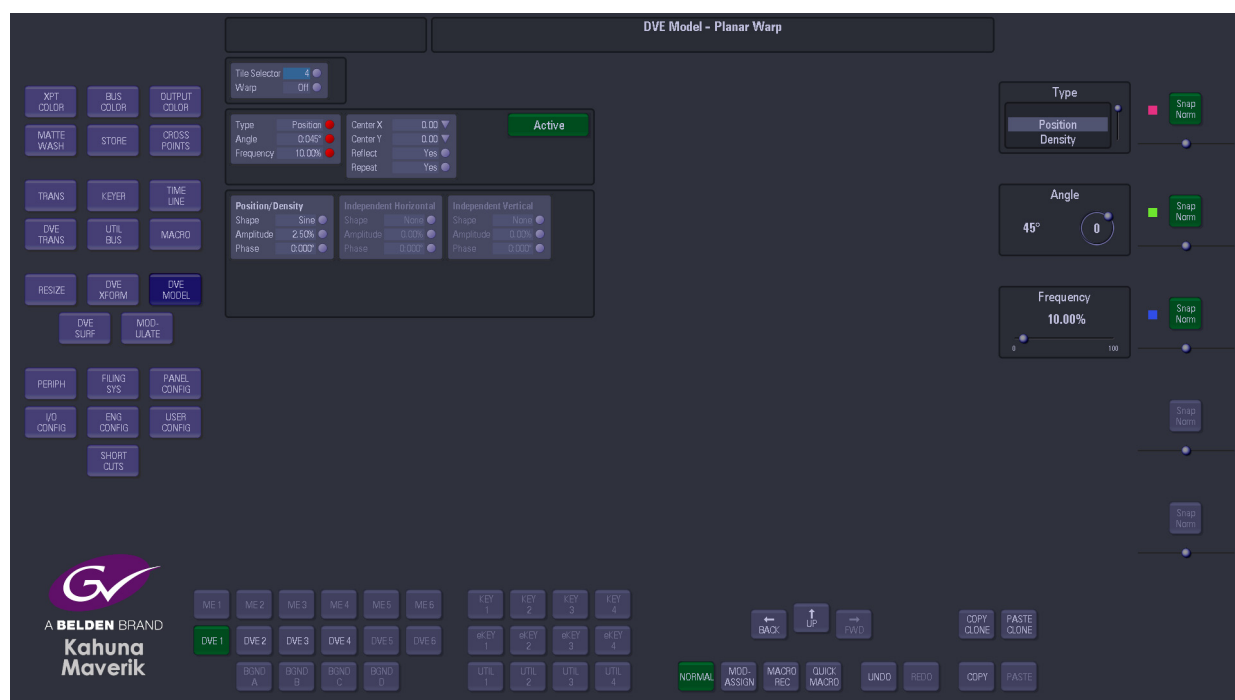 DVE Model - Planar Warp
Tile Selector 4
Warp Off
Type Position
Angle 0:045°
Frequency 10.00%
Center X 0.00
Center Y 0.00
Reflect Yes
Repeat Yes
Active
Position/Density
Shape Sine
Amplitude 2.50%
Phase 0:000°
Independent Horizontal
Shape None
Amplitude 0.00%
Phase 0.000°
Independent Vertical
Shape None
Amplitude 0.00%
Phase 0.000°
XPT COLOR
BUS COLOR
OUTPUT COLOR
MATTE WASH
STORE
CROSS POINTS
TRANS
KEYER
TIME LINE
DVE TRANS
UTIL BUS
MACRO
RESIZE
DVE XFORM
DVE MODEL
DVE SURF
MOD-ULATE
PERIPH
FILING SYS
PANEL CONFIG
I/O CONFIG
ENG CONFIG
USER CONFIG
SHORT CUTS
Type
Position
Density
Snap Norm
Angle
45°
0
Snap Norm
Frequency
10.00%
0 100
Snap Norm
Snap Norm
Snap Norm
GV
A BELDEN BRAND
Kahuna
Maverik
ME 1 ME 2 ME 3 ME 4 ME 5 ME 6
DVE 1 DVE 2 DVE 3 DVE 4 DVE 5 DVE 6
BGND A BGND B BGND C BGND D
KEY 1 KEY 2 KEY 3 KEY 4
eKEY 1 eKEY 2 eKEY 3 eKEY 4
UTIL 1 UTIL 2 UTIL 3 UTIL 4
BACK UP FWD
COPY CLONE PASTE CLONE
NORMAL MOD-ASSIGN MACRO REC QUICK MACRO UNDO REDO COPY PASTE